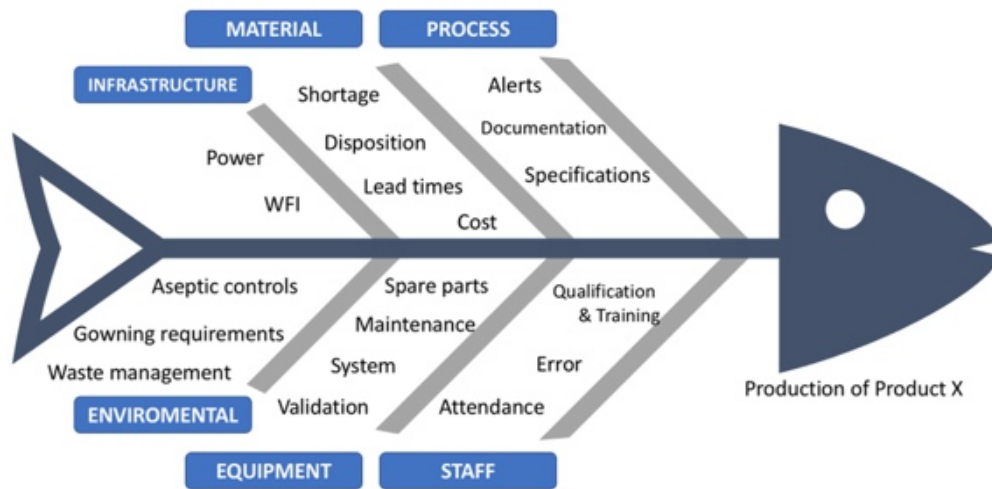 MATERIAL
PROCESS
INFRASTRUCTURE
Shortage
Alerts
Disposition
Documentation
Power
Lead times
Specifications
WFI
Cost
Aseptic controls
Spare parts
Qualification
& Training
Gowning requirements
Maintenance
Waste management
System
Error
Production of Product X
ENVIROMENTAL
Validation
Attendance
EQUIPMENT
STAFF